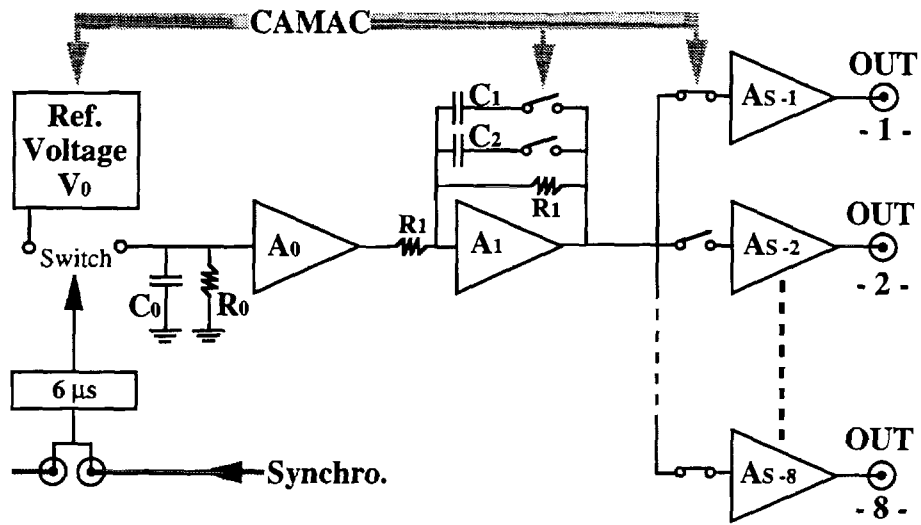 CAMAC
Ref.
Voltage
V0
Switch
C0
R0
A0
R1
C1
C2
R1
A1
AS-1
OUT
- 1 -
AS-2
OUT
- 2 -
AS-8
OUT
- 8 -
6 µs
Synchro.